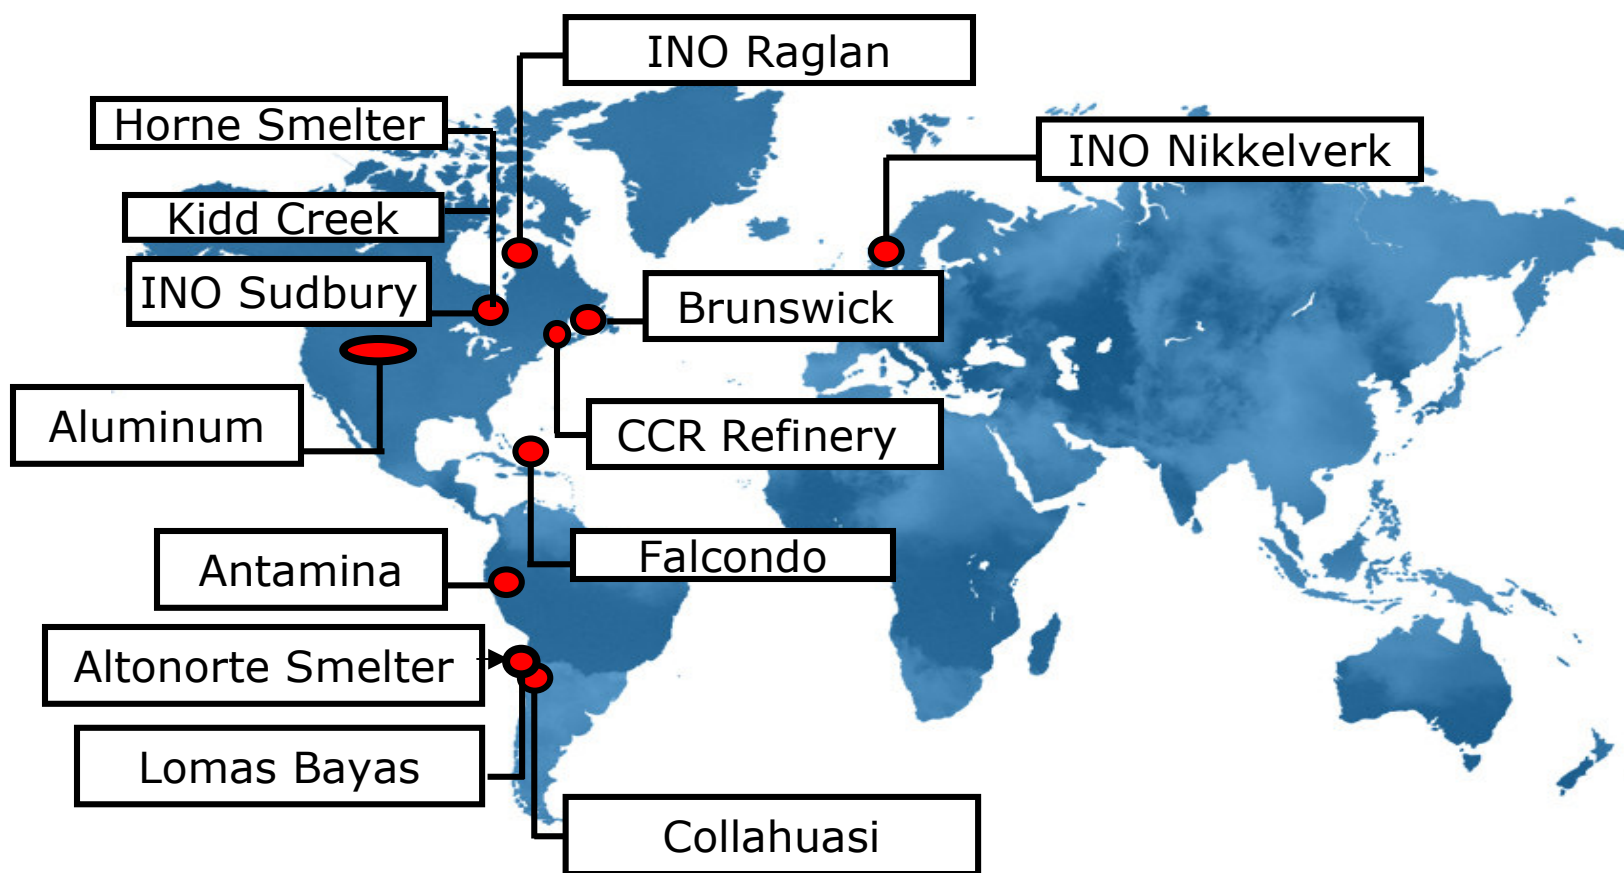 INO Raglan
Horne Smelter
INO Nikkelverk
Kidd Creek
INO Sudbury
Brunswick
Aluminum
CCR Refinery
Falcondo
Antamina
Altonorte Smelter
Lomas Bayas
Collahuasi